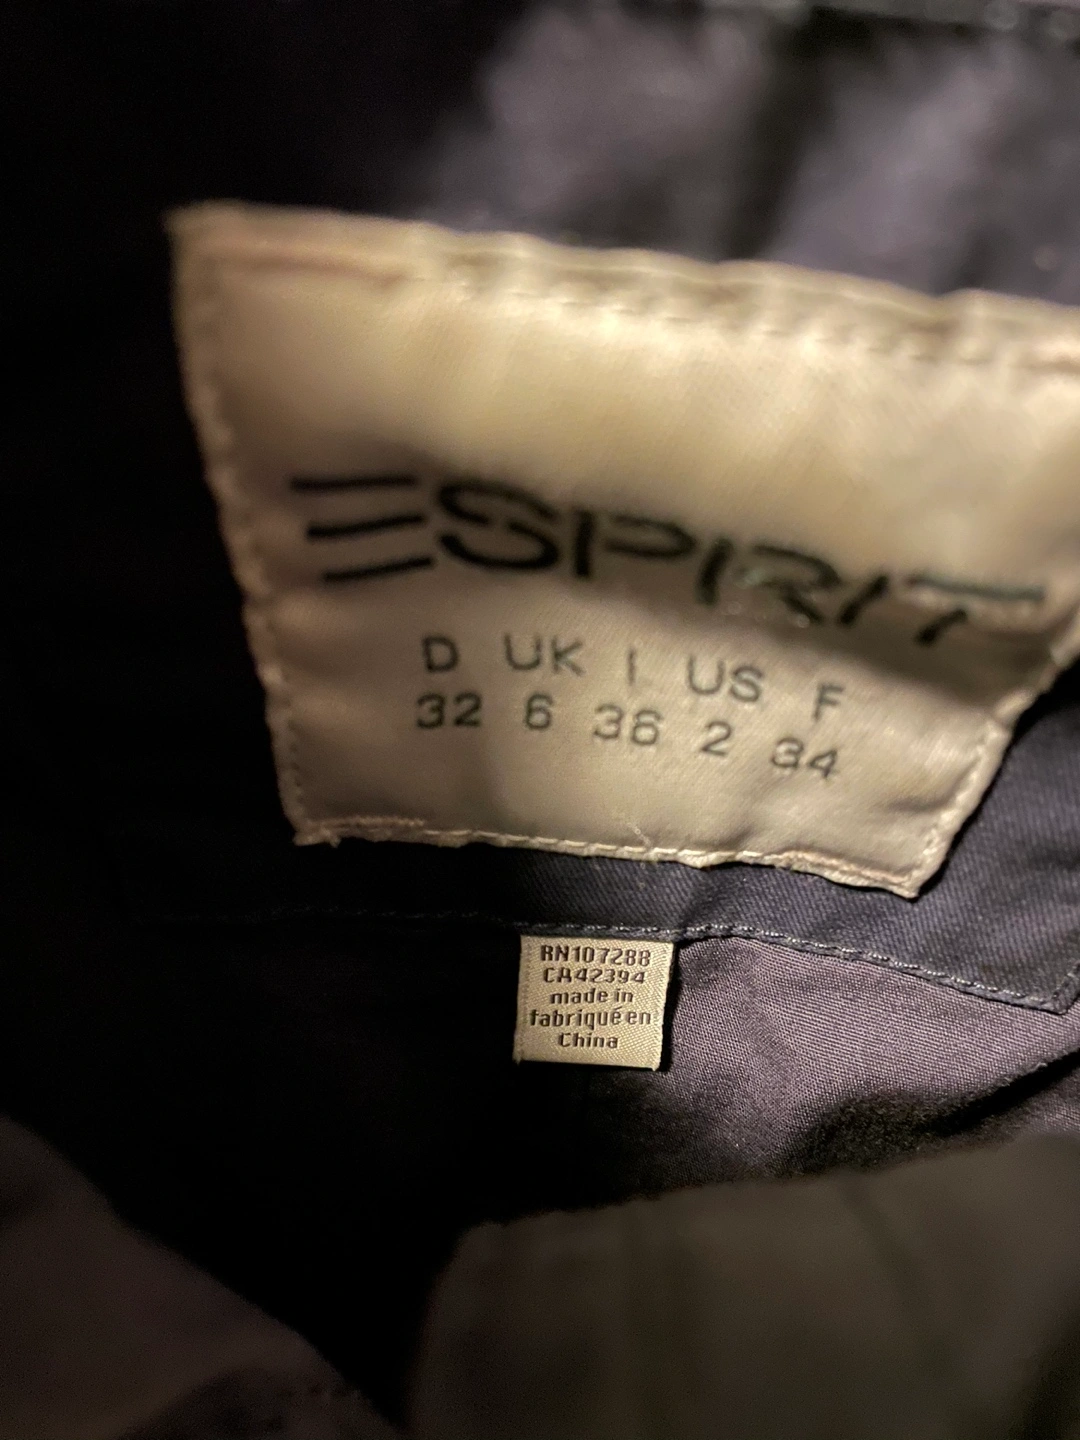 ESPRIT
D UK I US F
32 6 36 2 34
RN107288
CA42394
made in
fabriqué en
China